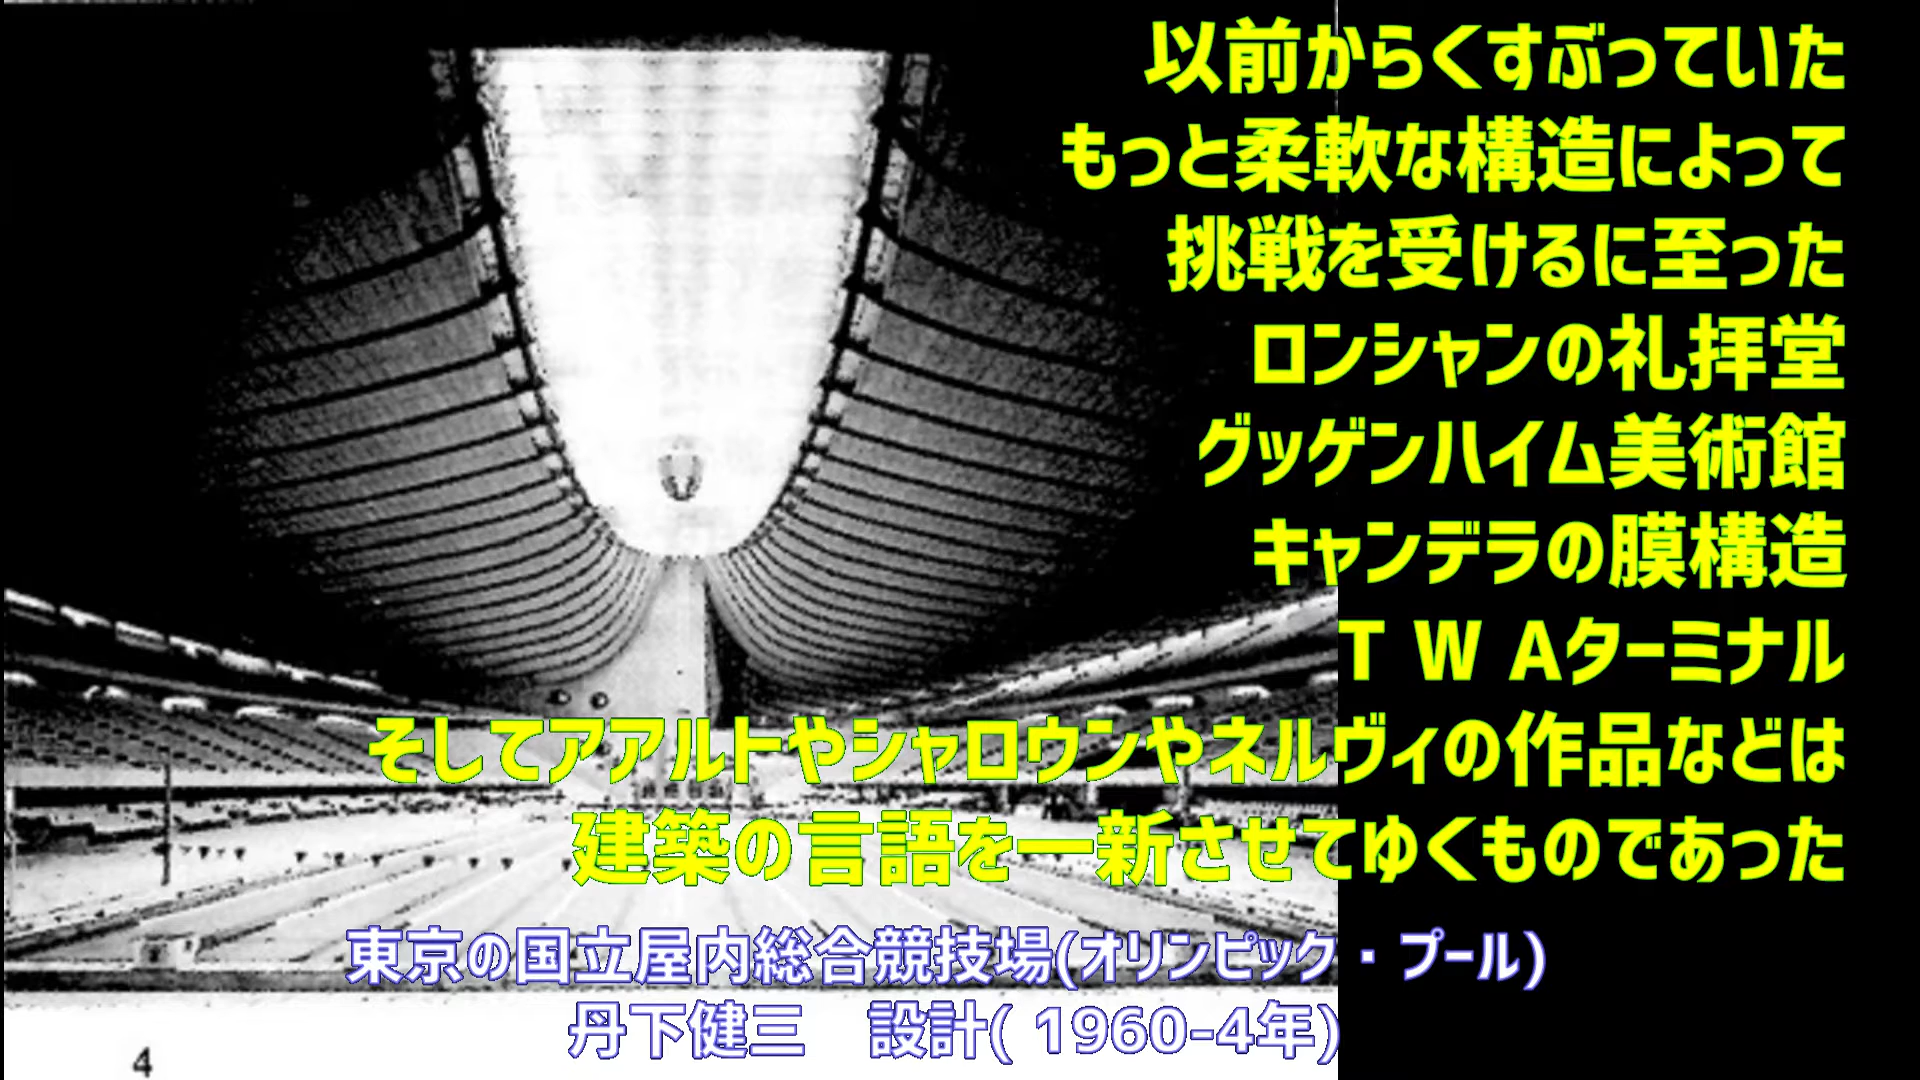 以前からくすぶっていた
もっと柔軟な構造によって
挑戦を受けるに至った
ロンシャンの礼拝堂
グッゲンハイム美術館
キャンデラの膜構造
ＴＷＡターミナル
そしてアアルトやシャロウンやネルヴィの作品などは
建築の言語を一新させてゆくものであった
東京の国立屋内総合競技場(オリンピック・プール)
丹下健三　設計( 1960-4年)
4